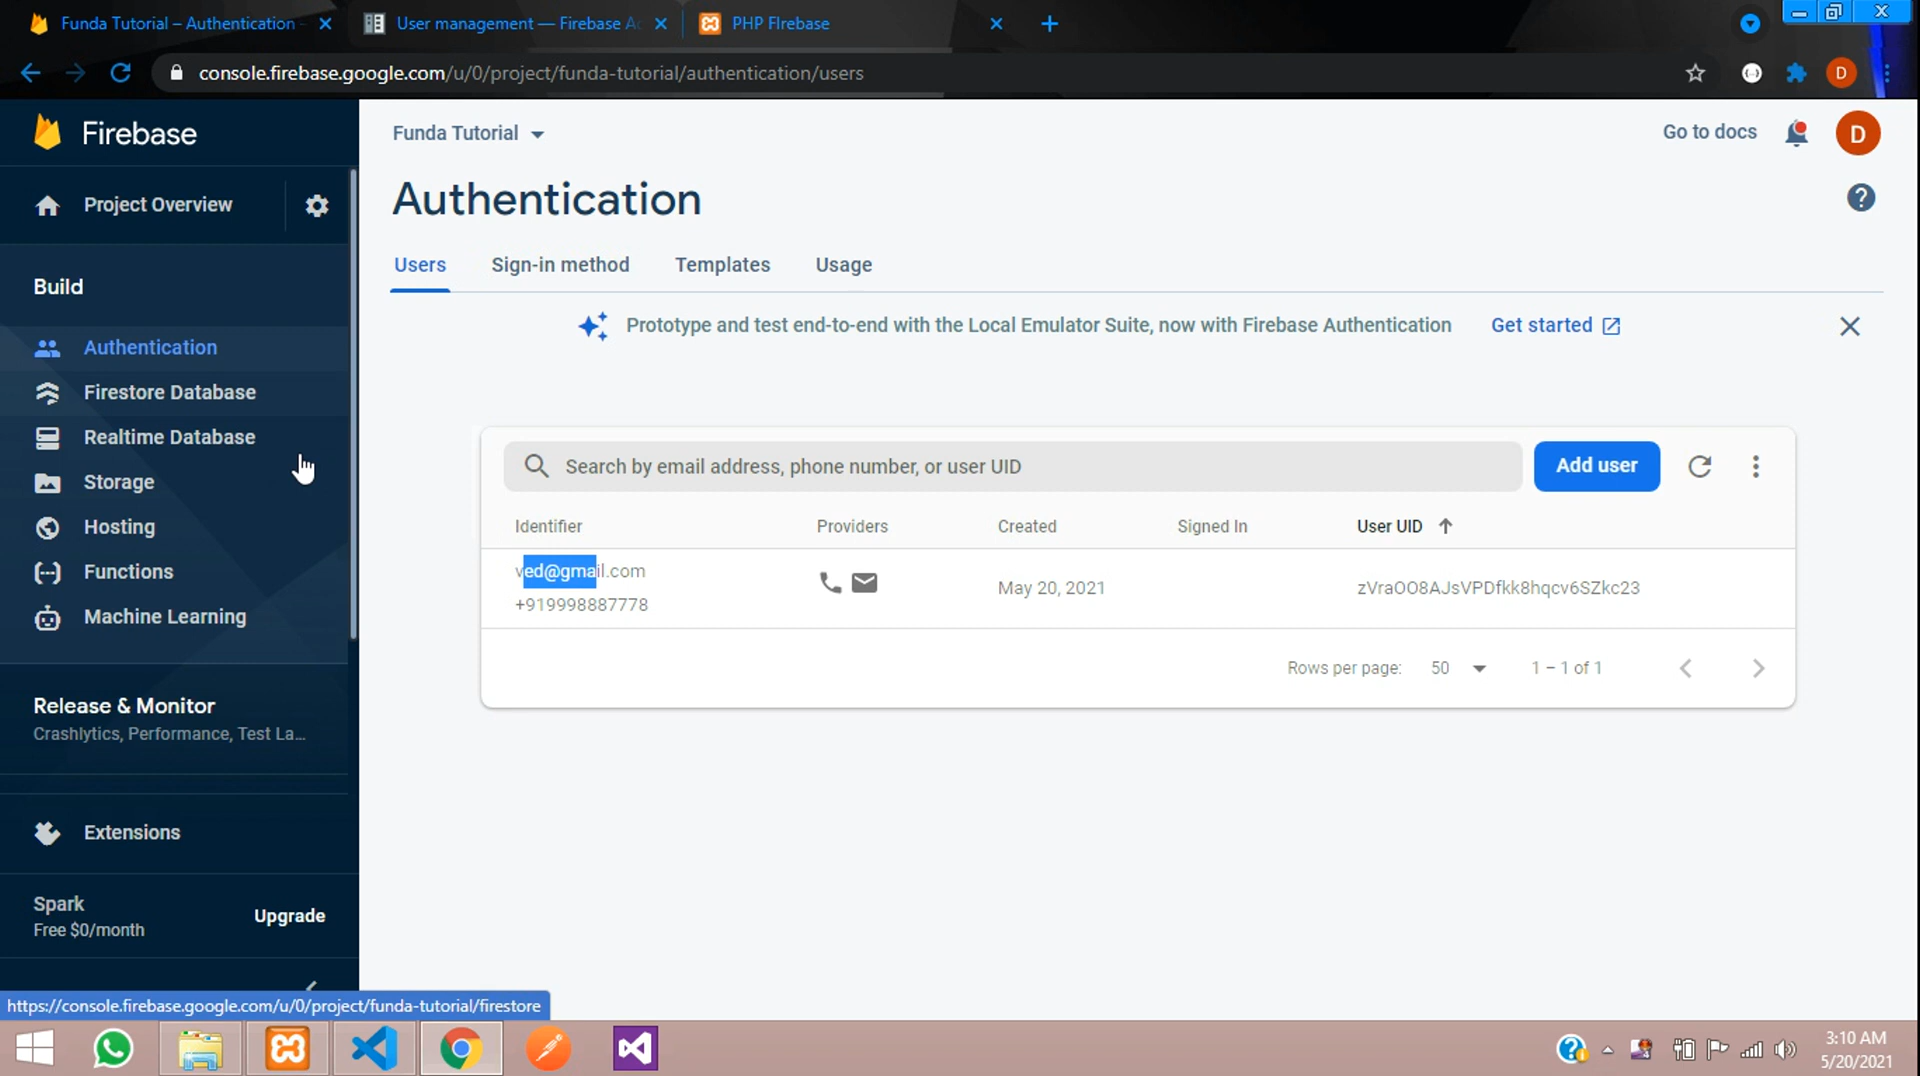 Funda Tutorial – Authentication
User management — Firebase Ac
PHP FIrebase
console.firebase.google.com/u/0/project/funda-tutorial/authentication/users
D
Firebase
Funda Tutorial
Go to docs
D
Project Overview
Authentication
Users
Sign-in method
Templates
Usage
Build
Prototype and test end-to-end with the Local Emulator Suite, now with Firebase Authentication
Get started
Authentication
Firestore Database
Realtime Database
Storage
Hosting
Functions
Machine Learning
Search by email address, phone number, or user UID
Add user
Identifier
Providers
Created
Signed In
User UID
ved@gmail.com
+919998887778
May 20, 2021
zVraOO8AJsVPDfkk8hqcv6SZkc23
Rows per page:
50
1 – 1 of 1
Release & Monitor
Crashlytics, Performance, Test La...
Extensions
Spark
Free $0/month
Upgrade
https://console.firebase.google.com/u/0/project/funda-tutorial/firestore
3:10 AM
5/20/2021